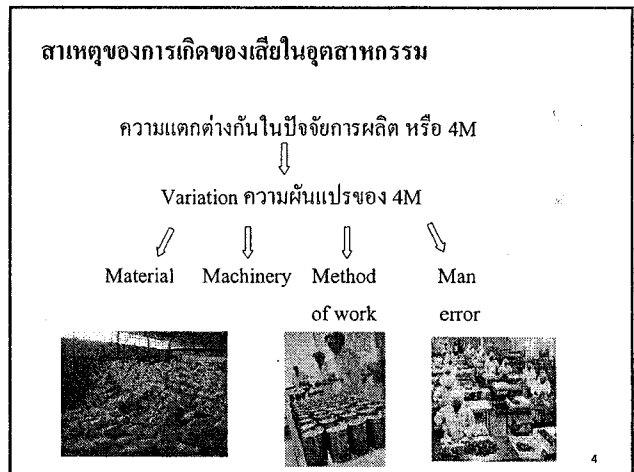 สาเหตุของการเกิดของเสียในอุตสาหกรรม
ความแตกต่างกันในปัจจัยการผลิต หรือ 4M
Variation ความผันแปรของ 4M
Material Machinery Method Man
of work error
4